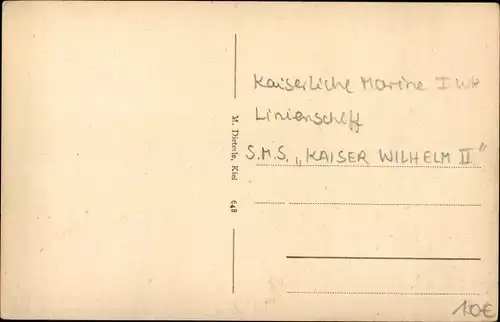 Kaiserliche Marine I WK
Linienschiff
S.M.S. „KAISER WILHELM II"
M. Dieterle, Kiel 648
10€